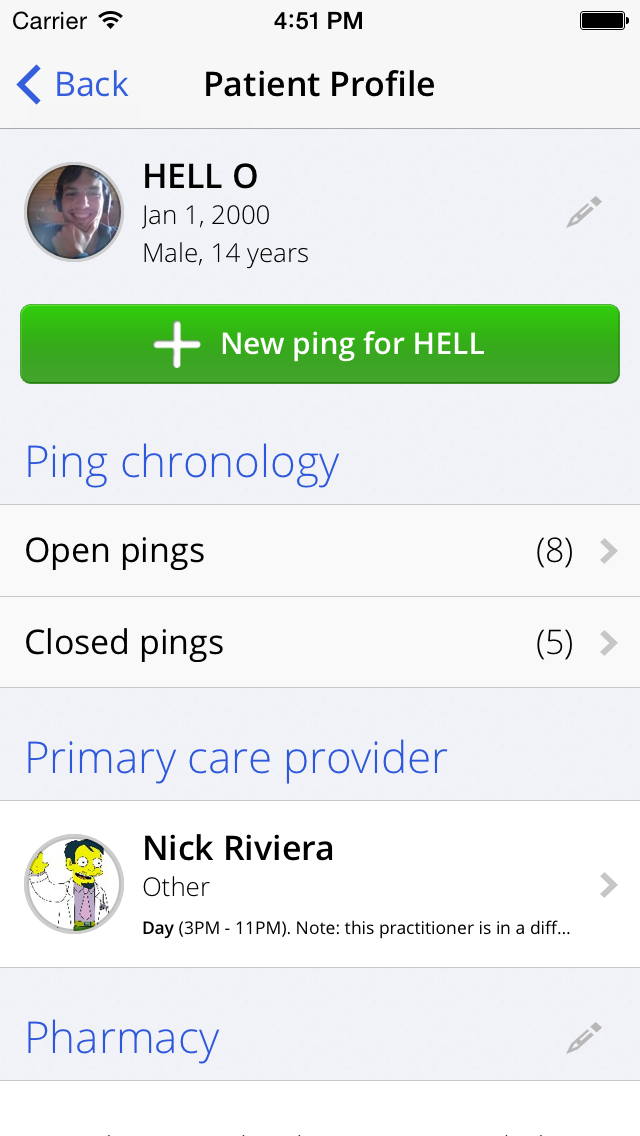 Carrier 4:51 PM
Back Patient Profile
HELL O
Jan 1, 2000
Male, 14 years
New ping for HELL
Ping chronology
Open pings (8)
Closed pings (5)
Primary care provider
Nick Riviera
Other
Day (3PM - 11PM). Note: this practitioner is in a diff...
Pharmacy